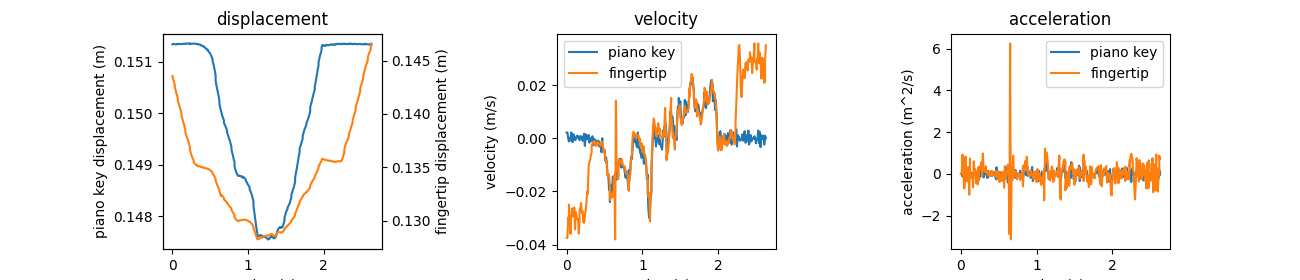 displacement
piano key displacement (m)
0.151
0.150
0.149
0.148
0
1
2
0.145
0.140
0.135
0.130
fingertip displacement (m)
velocity
velocity (m/s)
0.02
0.00
−0.02
−0.04
piano key
fingertip
0
1
2
acceleration
acceleration (m^2/s)
6
4
2
0
−2
piano key
fingertip
0
1
2